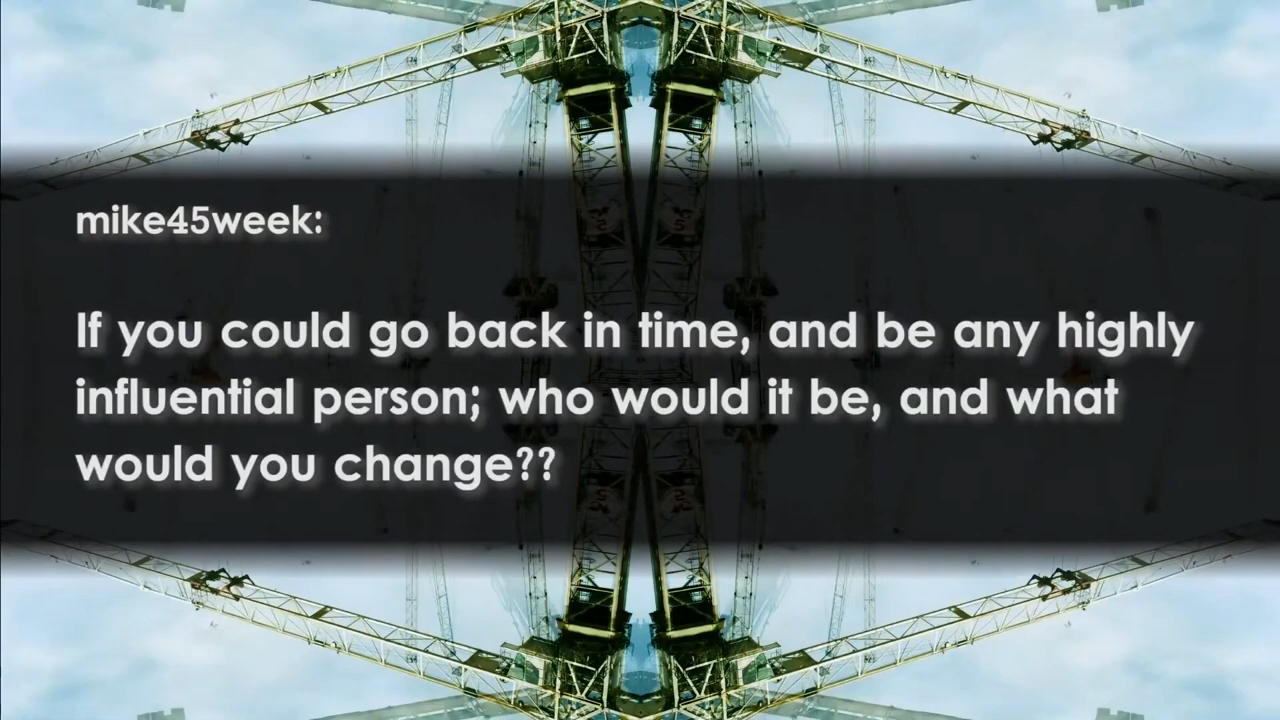 mike45week:
If you could go back in time, and be any highly
influential person; who would it be, and what
would you change??